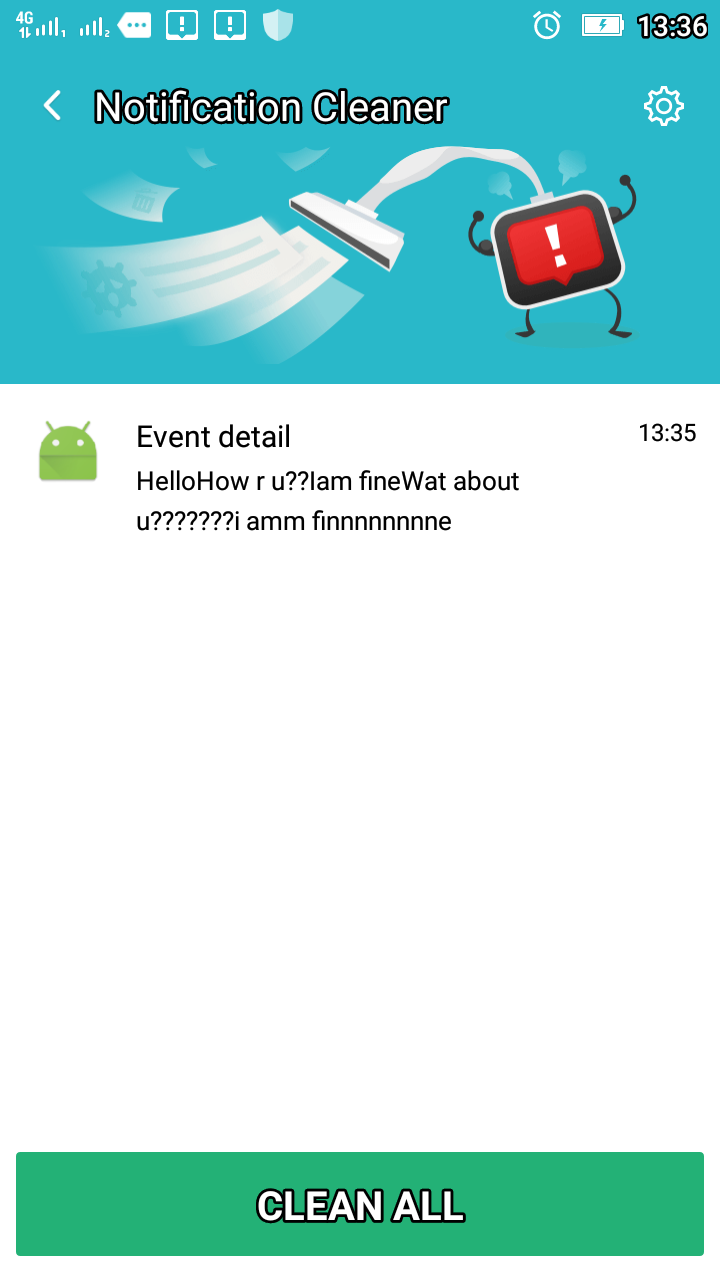 4G 1 2 13:36
Notification Cleaner
Event detail 13:35
HelloHow r u??Iam fineWat about
u???????i amm finnnnnnnne
CLEAN ALL